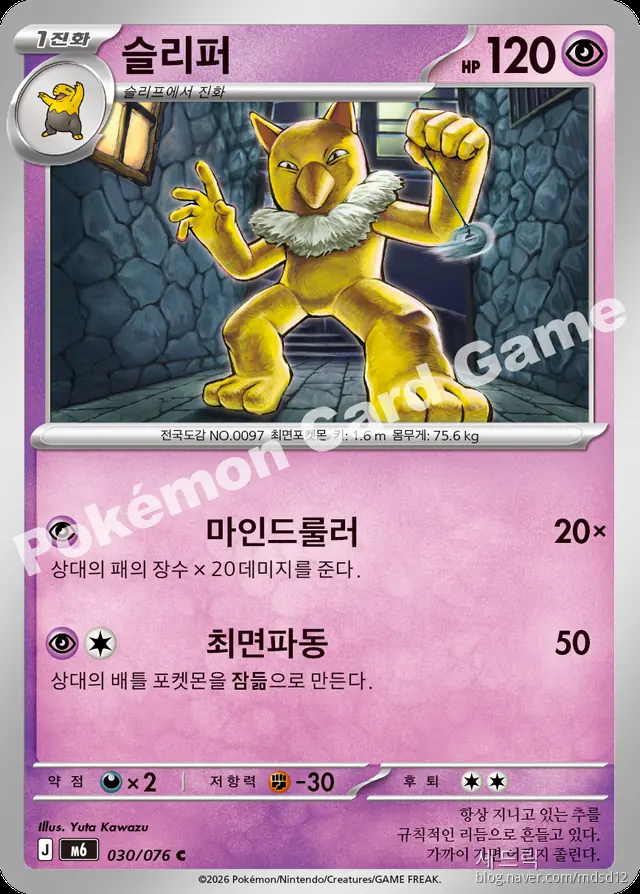 1진화
슬리퍼
HP 120
슬리프에서 진화
전국도감 NO.0097 최면포켓몬 키: 1.6 m 몸무게: 75.6 kg
Pokémon Card Game
마인드룰러 20×
상대의 패의 장수 × 20데미지를 준다.
최면파동 50
상대의 배틀 포켓몬을 잠듦으로 만든다.
약점 ×2 저항력 -30 후퇴
항상 지니고 있는 추를
규칙적인 리듬으로 흔들고 있다.
가까이 가면 졸린다.
Illus. Yuta Kawazu
J m6 030/076 C
세드릭
blog.naver.com/mdsd12
©2026 Pokémon/Nintendo/Creatures/GAME FREAK.